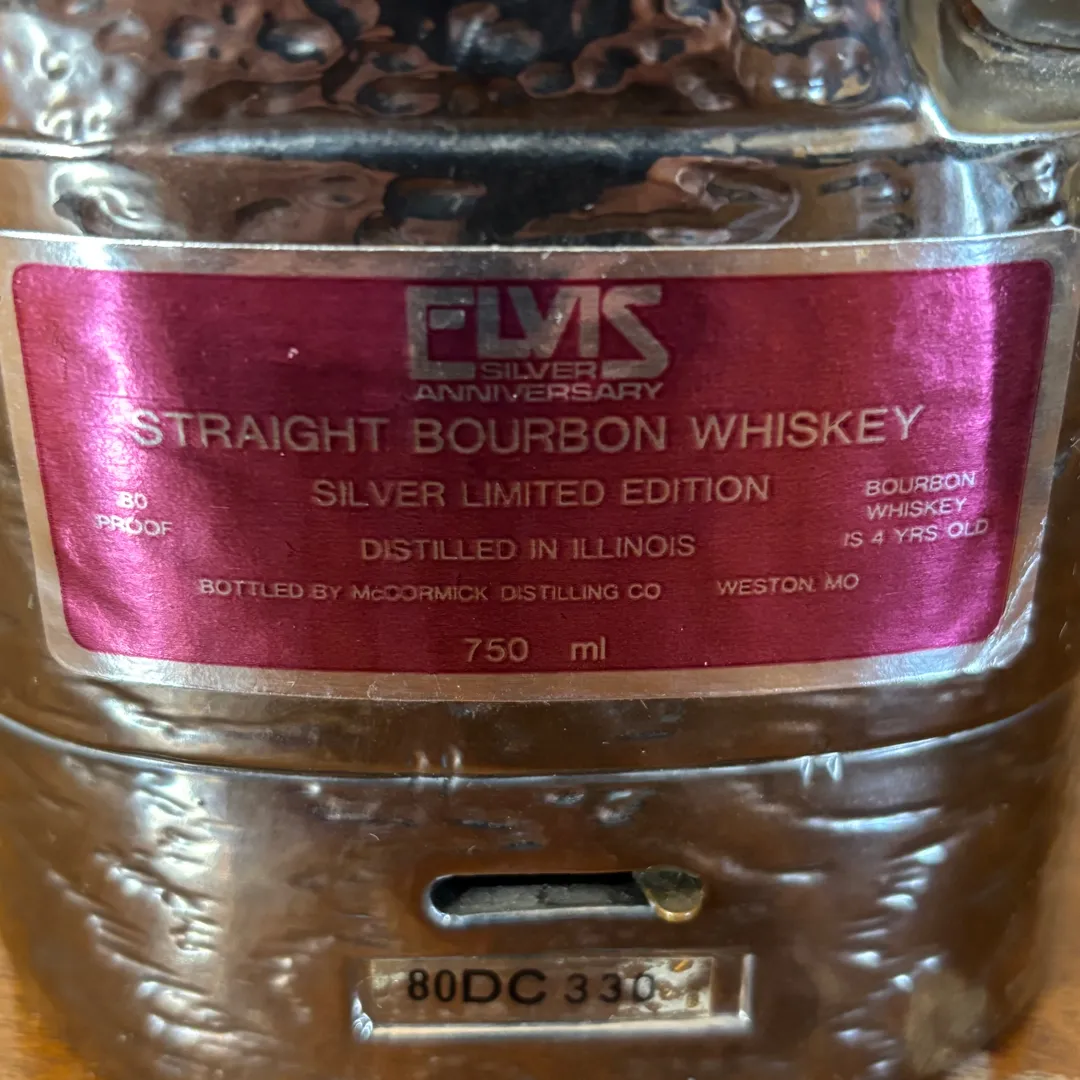 ELVIS
SILVER
ANNIVERSARY
STRAIGHT BOURBON WHISKEY
SILVER LIMITED EDITION
80
PROOF
BOURBON
WHISKEY
IS 4 YRS OLD
DISTILLED IN ILLINOIS
BOTTLED BY McCORMICK DISTILLING CO WESTON, MO
750 ml
80DC 330